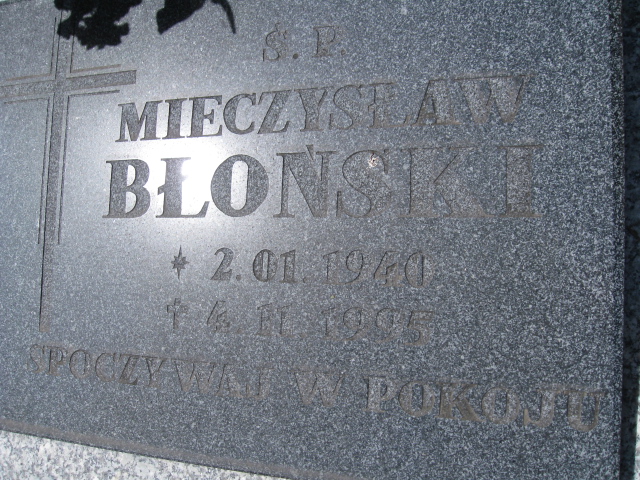 Ś.P.
MIECZYSŁAW
BŁOŃSKI
* 2.01.1940
† 4.11.1995
SPOCZYWAJ W POKOJU